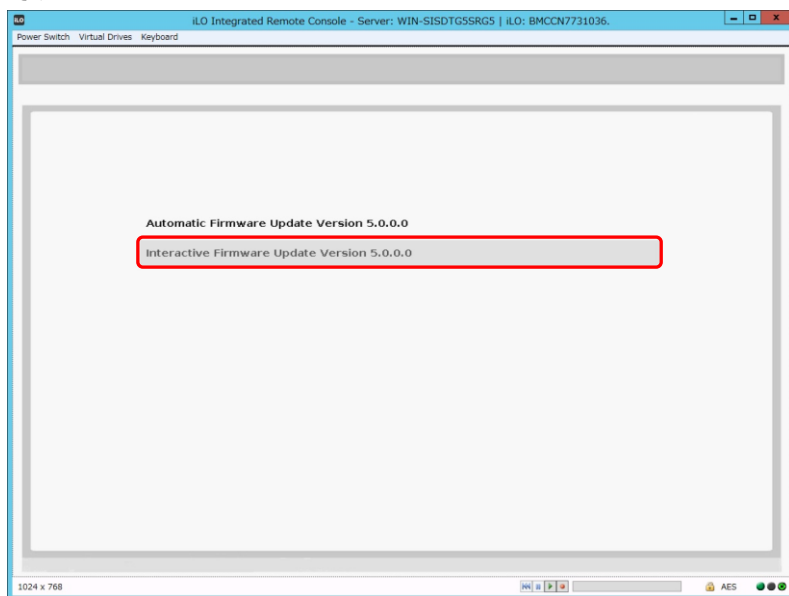 iLO
iLO Integrated Remote Console - Server: WIN-SISDTG5SRG5 | iLO: BMCCN7731036.
Power Switch Virtual Drives Keyboard
Automatic Firmware Update Version 5.0.0.0
Interactive Firmware Update Version 5.0.0.0
1024 x 768
AES